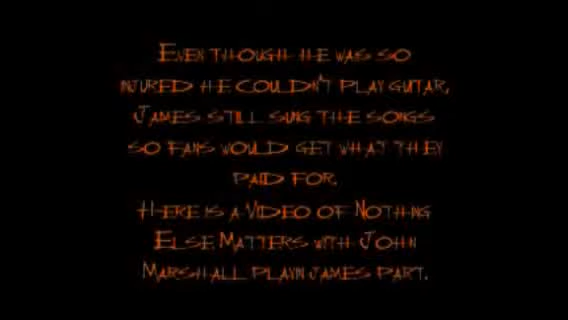 Even though he was so
injured he couldn't play guitar,
James still sung the songs
so fans would get what they
paid for.
Here is a Video of Nothing
Else Matters with John
Marshall playin james part.